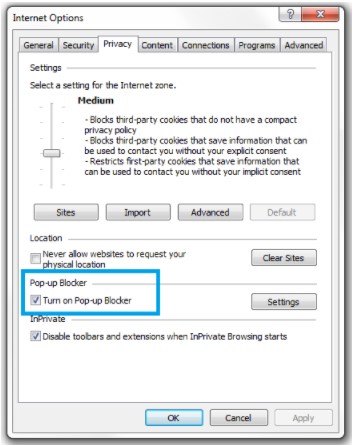 Internet Options
General Security Privacy Content Connections Programs Advanced
Settings
Select a setting for the Internet zone.
Medium
- Blocks third-party cookies that do not have a compact
privacy policy
- Blocks third-party cookies that save information that can
be used to contact you without your explicit consent
- Restricts first-party cookies that save information that
can be used to contact you without your implicit consent
Sites Import Advanced Default
Location
Never allow websites to request your
physical location
Clear Sites
Pop-up Blocker
Turn on Pop-up Blocker
Settings
InPrivate
Disable toolbars and extensions when InPrivate Browsing starts
OK Cancel Apply